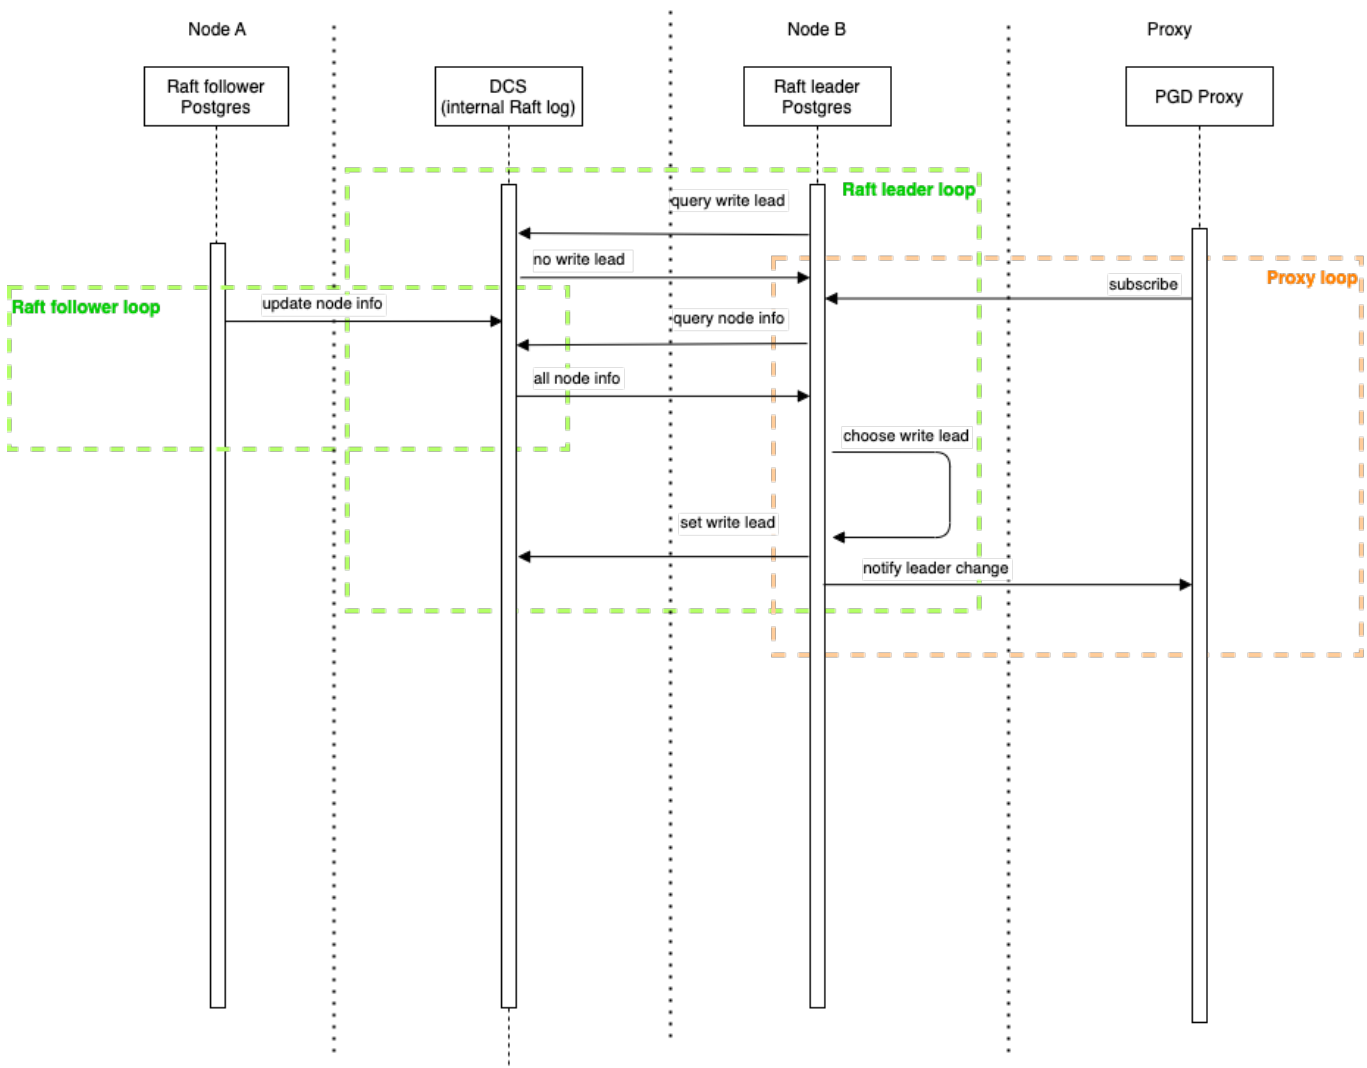 Node A
Node B
Proxy
Raft follower
Postgres
DCS
(internal Raft log)
Raft leader
Postgres
PGD Proxy
Raft leader loop
query write lead
no write lead
Proxy loop
subscribe
Raft follower loop
update node info
query node info
all node info
choose write lead
set write lead
notify leader change